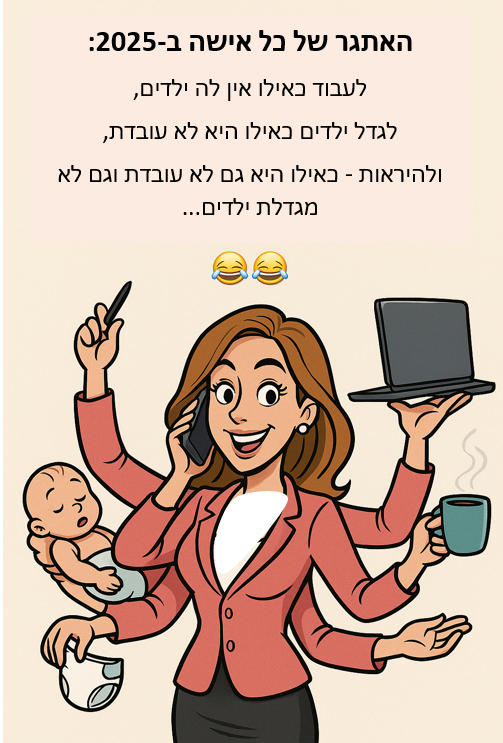 האתגר של כל אישה ב-2025:
לעבוד כאילו אין לה ילדים,
לגדל ילדים כאילו היא לא עובדת,
ולהיראות - כאילו היא גם לא עובדת וגם לא
מגדלת ילדים...
😂😂